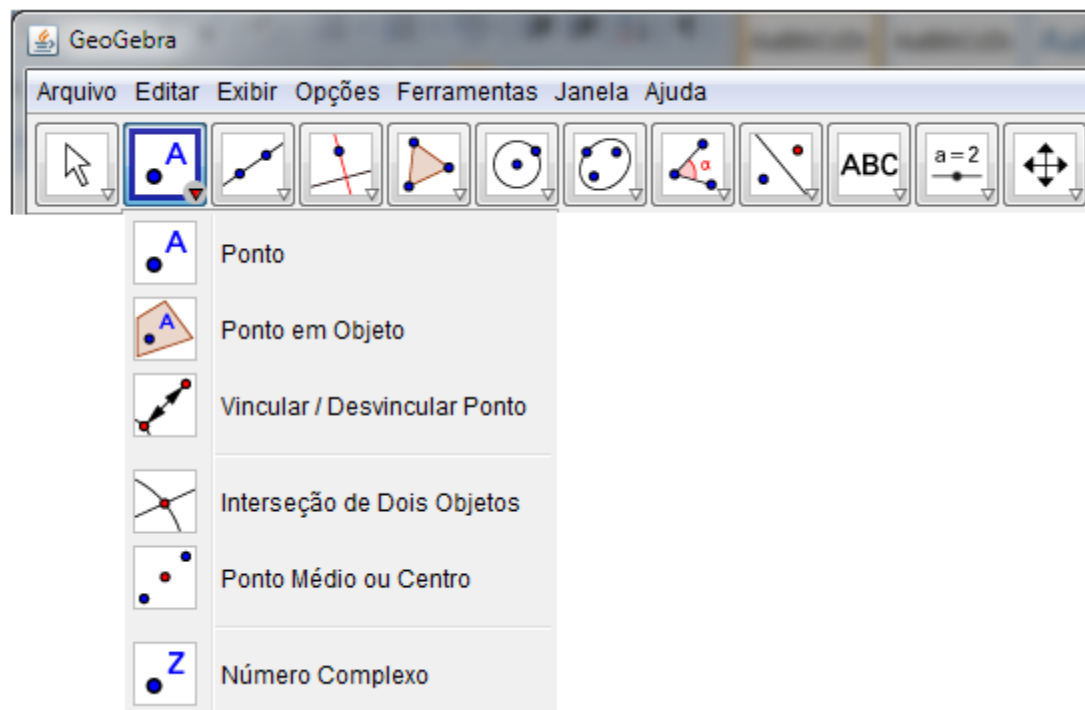 GeoGebra
Arquivo Editar Exibir Opções Ferramentas Janela Ajuda
A ABC a=2
α
A Ponto
A Ponto em Objeto
Vincular / Desvincular Ponto
Interseção de Dois Objetos
Ponto Médio ou Centro
Z Número Complexo